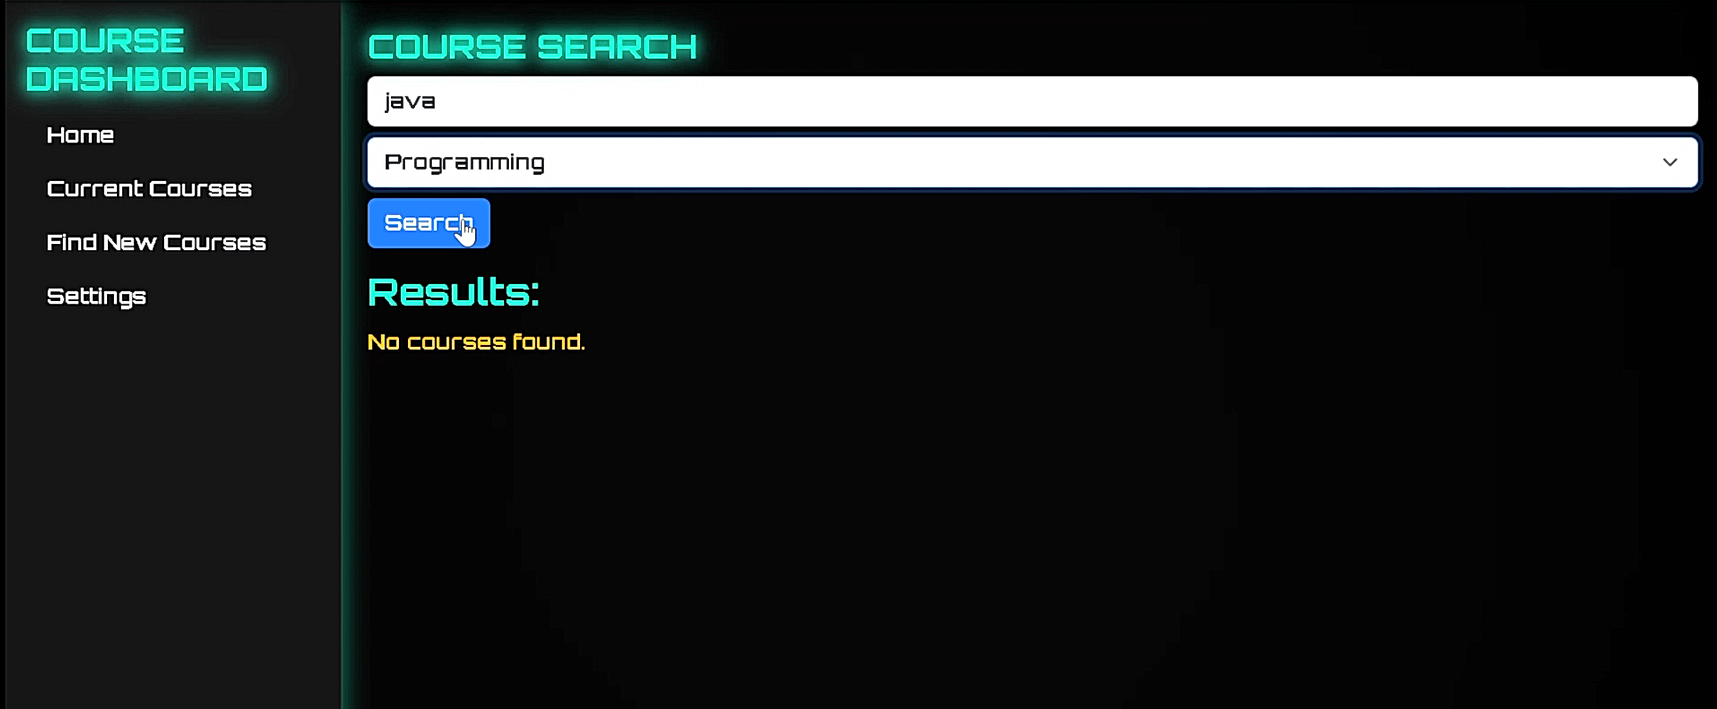 COURSE
DASHBOARD
Home
Current Courses
Find New Courses
Settings
COURSE SEARCH
java
Programming
Search
Results:
No courses found.